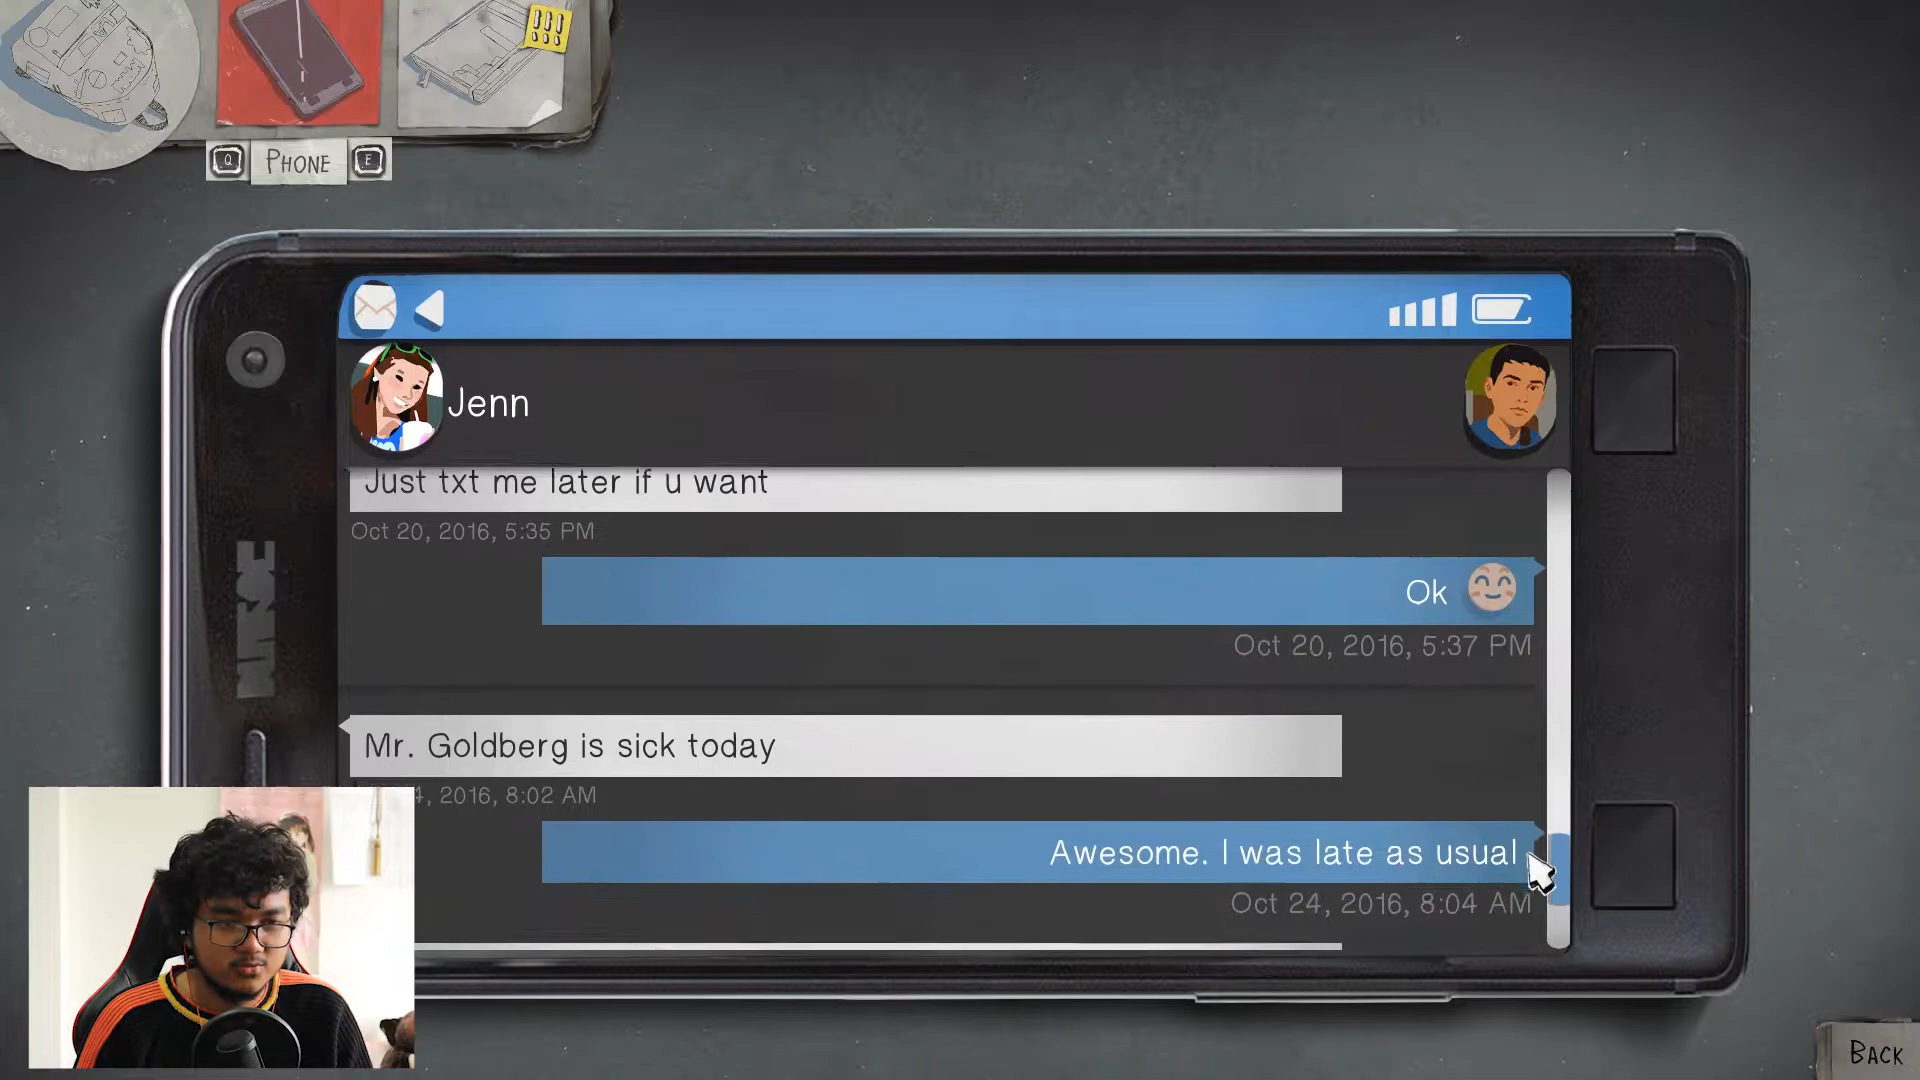 Q PHONE E
Jenn
Just txt me later if u want
Oct 20, 2016, 5:35 PM
Ok
Oct 20, 2016, 5:37 PM
Mr. Goldberg is sick today
4, 2016, 8:02 AM
Awesome. I was late as usual
Oct 24, 2016, 8:04 AM
BACK